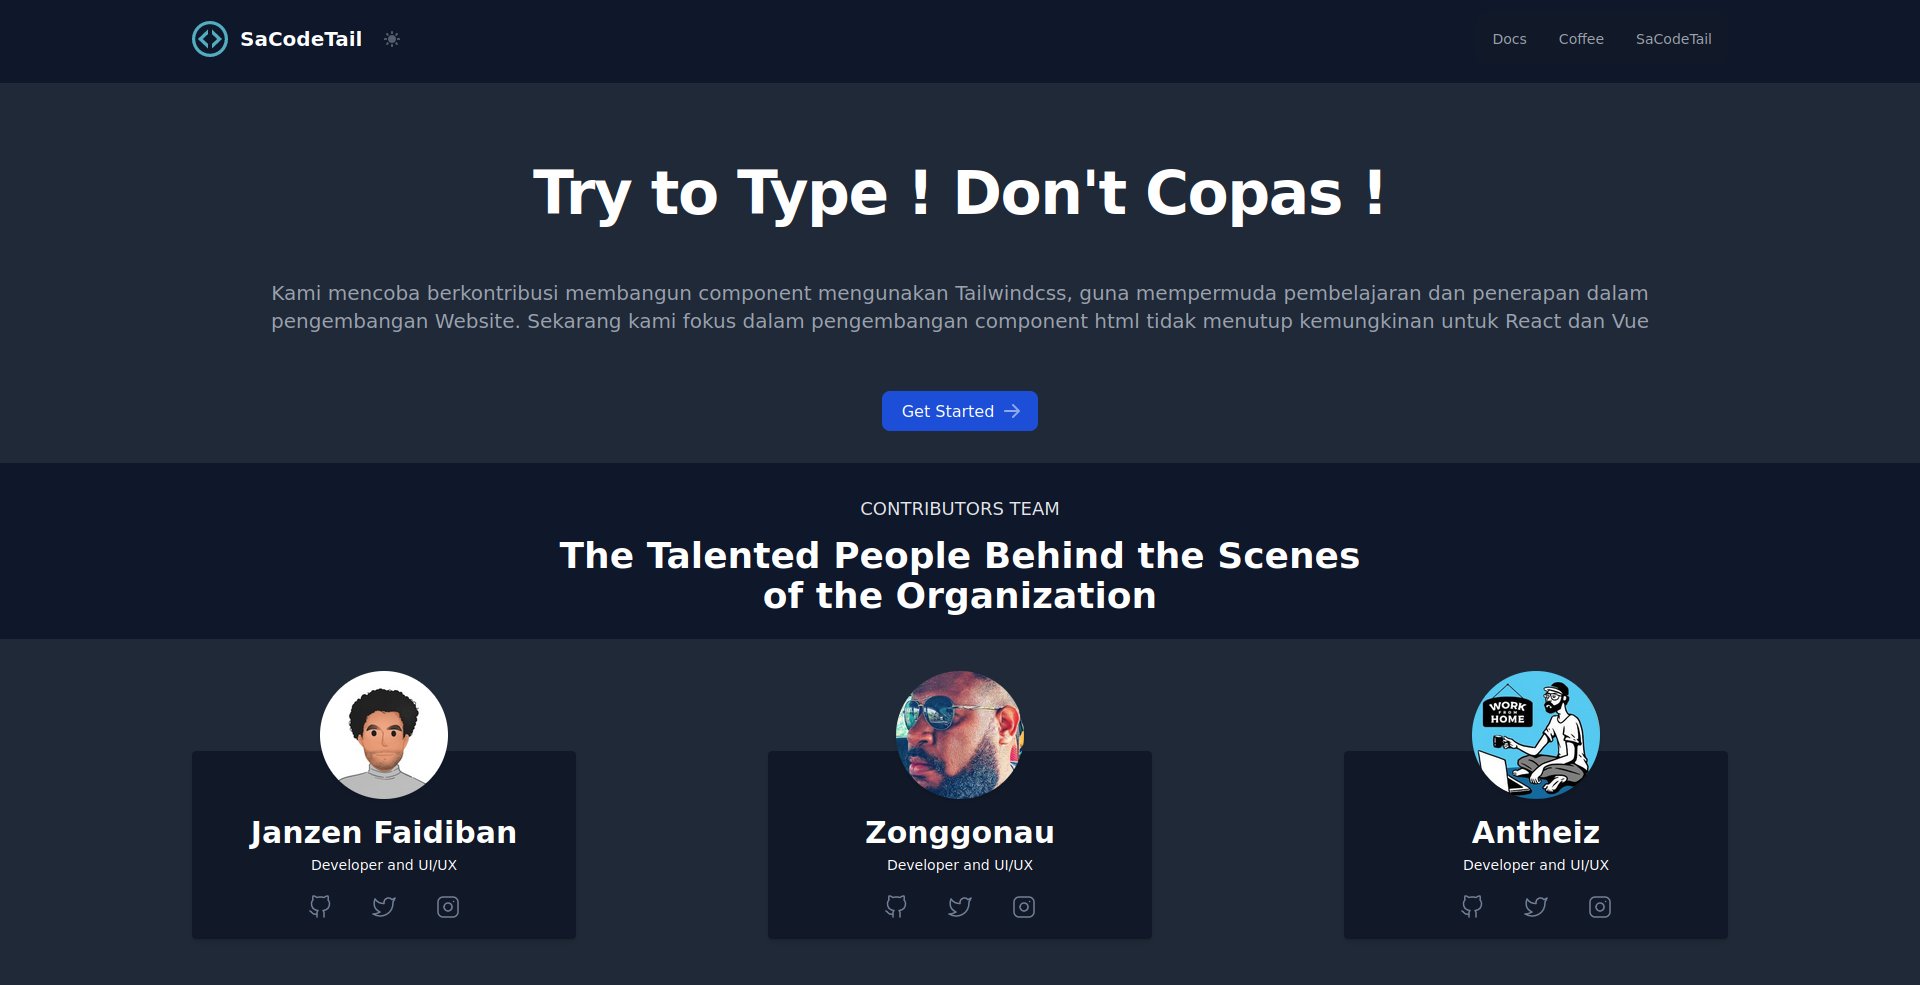 SaCodeTail
Docs Coffee SaCodeTail
Try to Type ! Don't Copas !
Kami mencoba berkontribusi membangun component mengunakan Tailwindcss, guna mempermuda pembelajaran dan penerapan dalam
pengembangan Website. Sekarang kami fokus dalam pengembangan component html tidak menutup kemungkinan untuk React dan Vue
Get Started
CONTRIBUTORS TEAM
The Talented People Behind the Scenes
of the Organization
WORK
FROM
HOME
Janzen Faidiban
Developer and UI/UX
Zonggonau
Developer and UI/UX
Antheiz
Developer and UI/UX